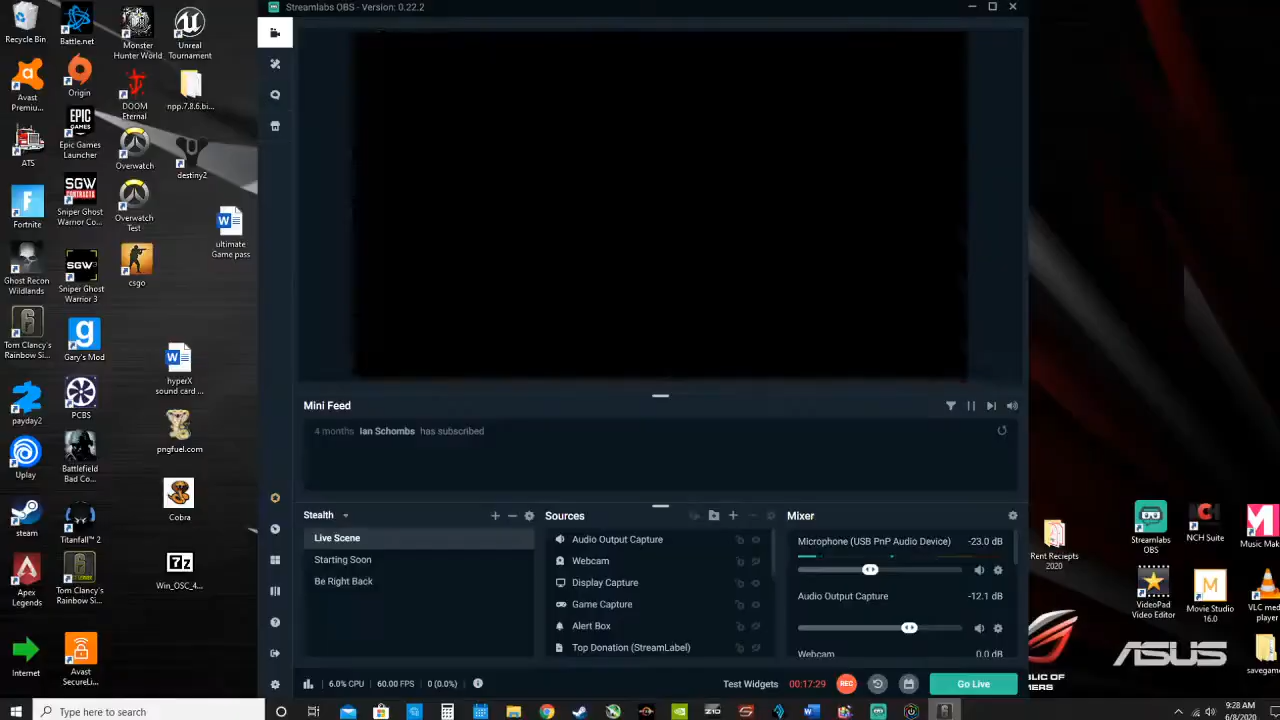 Streamlabs OBS - Version: 0.22.2
Recycle Bin
Battle.net
Monster
Hunter World
Unreal
Tournament
Avast
Premiu...
Origin
DOOM
Eternal
npp.7.8.6.bi...
ATS
EPIC
GAMES
Epic Games
Launcher
Overwatch
destiny2
Fortnite
SGW
CONTRACTS
Sniper Ghost
Warrior Co...
Overwatch
Test
ultimate
Game pass
Ghost Recon
Wildlands
SGW3
Sniper Ghost
Warrior 3
csgo
Tom Clancy's
Rainbow Si...
Gary's Mod
hyperX
sound card ...
payday2
PCBS
pngfuel.com
Uplay
Battlefield
Bad Co...
Cobra
steam
Titanfall™ 2
Win_OSC_4...
Apex
Legends
Tom Clancy's
Rainbow Si...
Internet
Avast
SecureLi...
Mini Feed
4 months Ian Schombs has subscribed
Stealth
Live Scene
Starting Soon
Be Right Back
Sources
Audio Output Capture
Webcam
Display Capture
Game Capture
Alert Box
Top Donation (StreamLabel)
Mixer
Microphone (USB PnP Audio Device) -23.0 dB
Audio Output Capture -12.1 dB
Webcam 0.0 dB
6.0% CPU 60.00 FPS 0 (0.0%)
Test Widgets 00:17:29 REC Go Live
Rent Reciepts
2020
Streamlabs
OBS
NCH Suite
Music Mak
VideoPad
Video Editor
Movie Studio
16.0
VLC med
player
savegame
ASUS
Type here to search
9:28 AM
6/8/2020